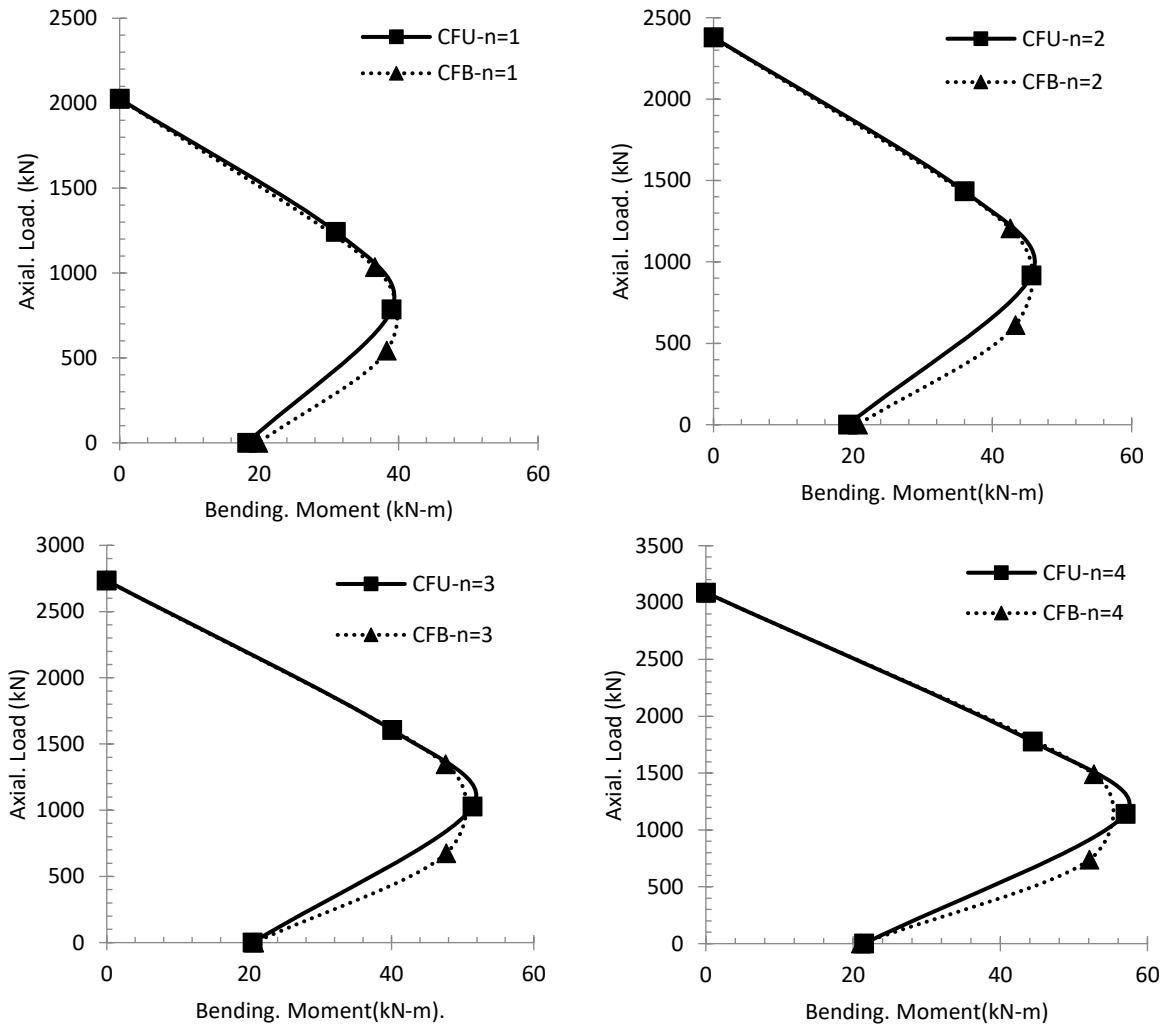 2500
2000
1500
1000
500
0
Axial. Load. (kN)
CFU-n=1
CFB-n=1
0 20 40 60
Bending. Moment (kN-m)
2500
2000
1500
1000
500
0
Axial. Load (kN)
CFU-n=2
CFB-n=2
0 20 40 60
Bending. Moment(kN-m)
3000
2500
2000
1500
1000
500
0
Axial. Load (kN)
CFU-n=3
CFB-n=3
0 20 40 60
Bending. Moment(kN-m).
3500
3000
2500
2000
1500
1000
500
0
Axial. Load (kN)
CFU-n=4
CFB-n=4
0 20 40 60
Bending. Moment(kN-m)